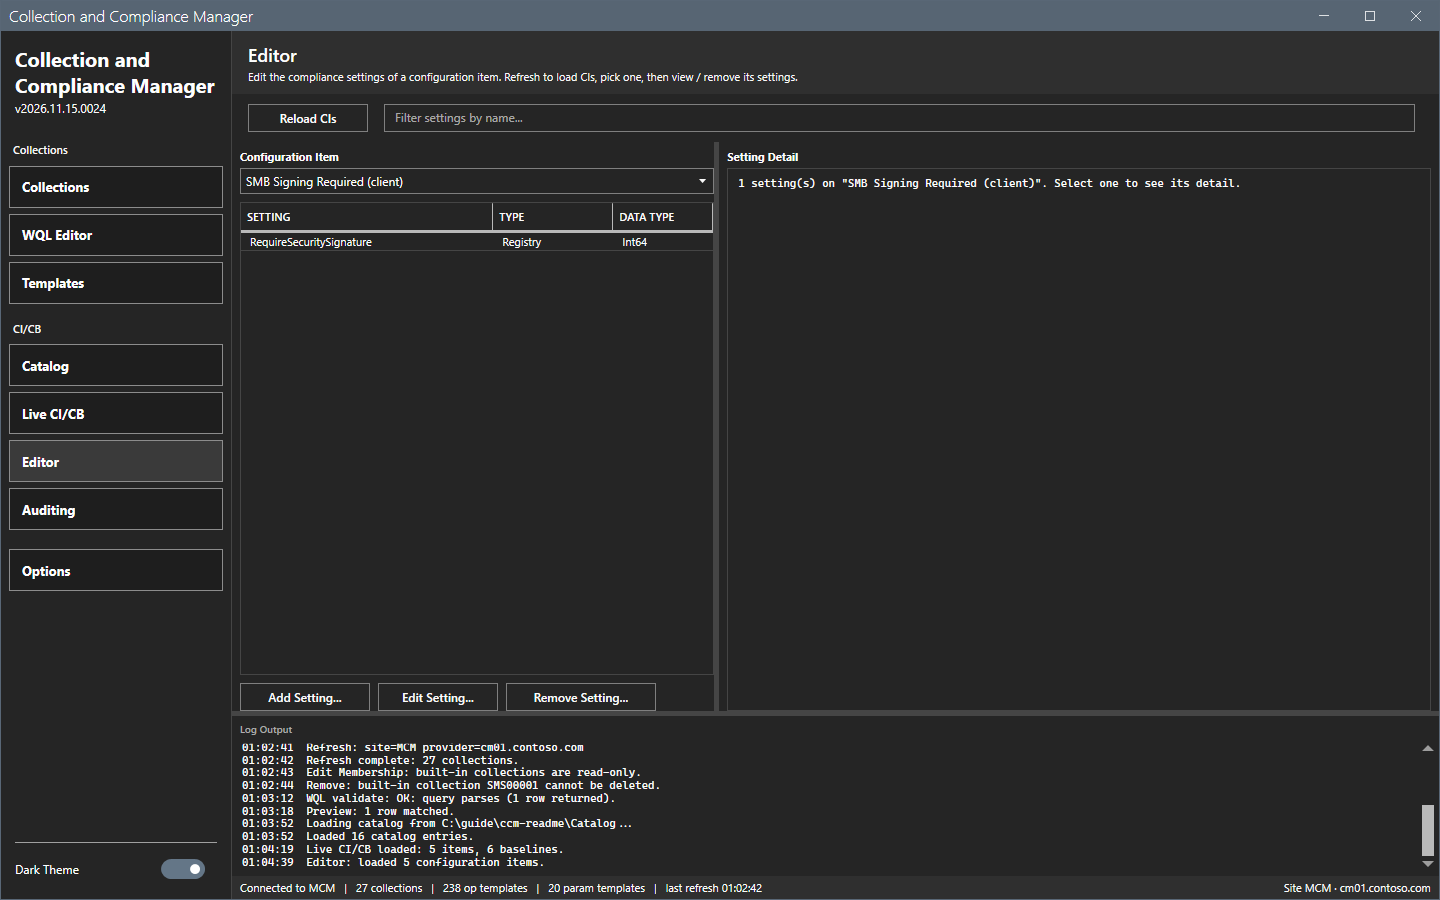 Collection and Compliance Manager
Collection and
Compliance Manager
v2026.11.15.0024
Collections
Collections
WQL Editor
Templates
CI/CB
Catalog
Live CI/CB
Editor
Auditing
Options
Dark Theme
Editor
Edit the compliance settings of a configuration item. Refresh to load CIs, pick one, then view / remove its settings.
Reload CIs
Filter settings by name...
Configuration Item
SMB Signing Required (client)
SETTING TYPE DATA TYPE
RequireSecuritySignature Registry Int64
Add Setting... Edit Setting... Remove Setting...
Setting Detail
1 setting(s) on "SMB Signing Required (client)". Select one to see its detail.
Log Output
01:02:41 Refresh: site=MCM provider=cm01.contoso.com
01:02:42 Refresh complete: 27 collections.
01:02:43 Edit Membership: built-in collections are read-only.
01:02:44 Remove: built-in collection SMS00001 cannot be deleted.
01:03:12 WQL validate: OK: query parses (1 row returned).
01:03:18 Preview: 1 row matched.
01:03:52 Loading catalog from C:\guide\ccm-readme\Catalog...
01:03:52 Loaded 16 catalog entries.
01:04:19 Live CI/CB loaded: 5 items, 6 baselines.
01:04:39 Editor: loaded 5 configuration items.
Connected to MCM | 27 collections | 238 op templates | 20 param templates | last refresh 01:02:42
Site MCM · cm01.contoso.com